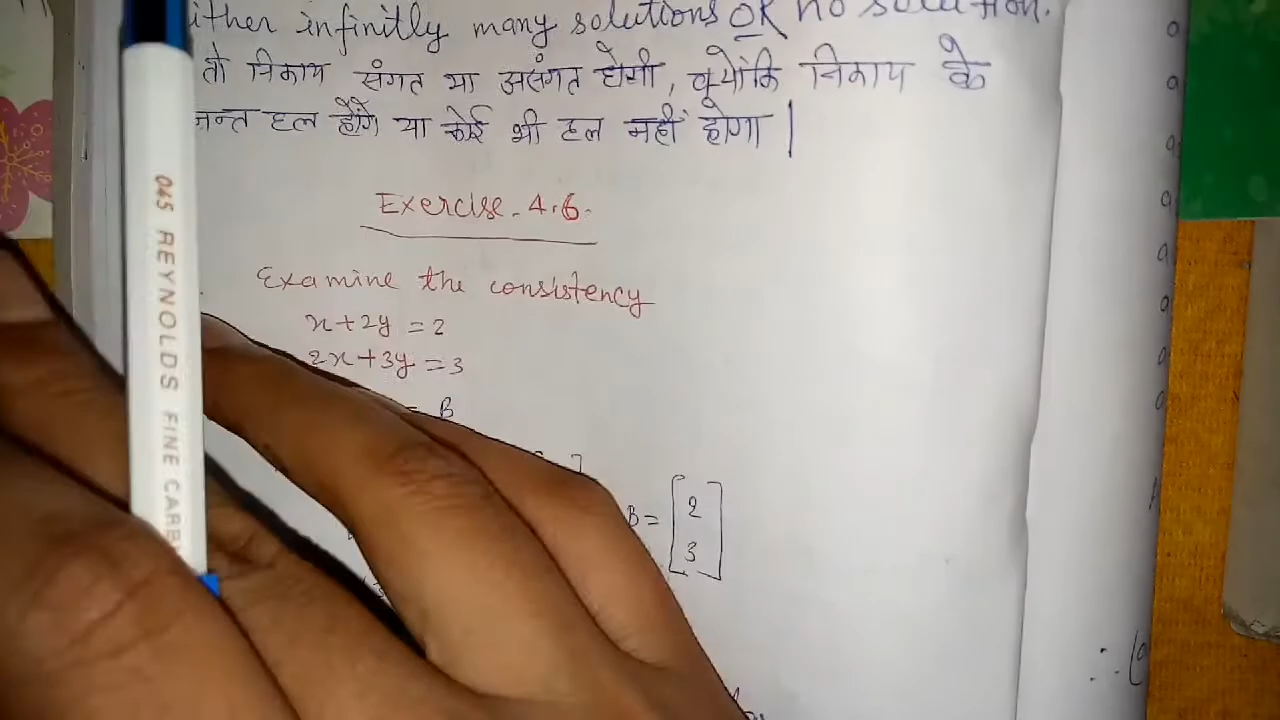 ither infinitly many solutions OR no solution.
तो निकाय संगत या असंगत होगी, क्योंकि निकाय के
नन्त हल होंगे या कोई भी हल नहीं होगा |
Exercise - 4.6.
Examine the consistency
x + 2y = 2
2x + 3y = 3
= B
B = [2
3]
045 REYNOLDS FINE CARB